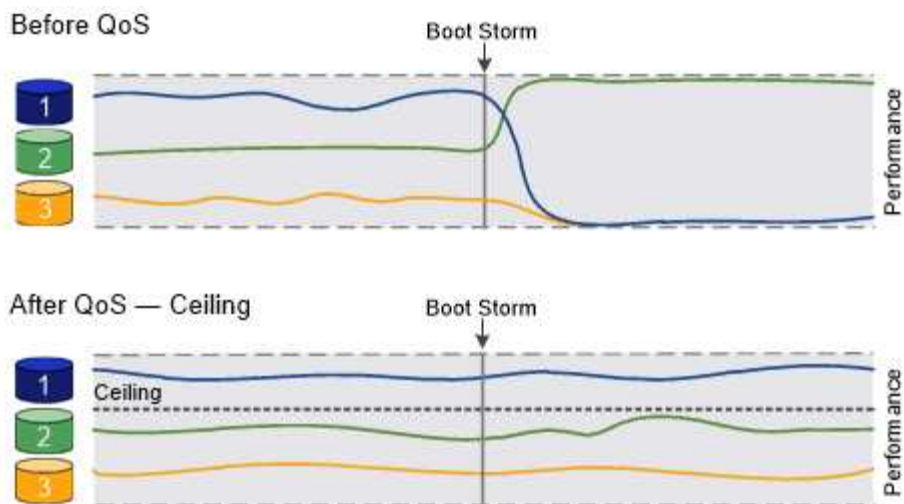 Before QoS
Boot Storm
1
2
3
Performance
After QoS — Ceiling
Boot Storm
1
Ceiling
2
3
Performance